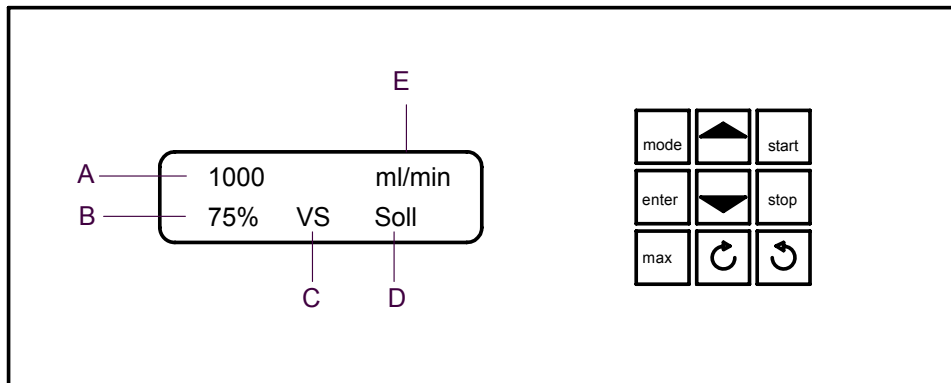 E
A
1000 ml/min
B
75% VS Soll
C D
mode start
enter stop
max